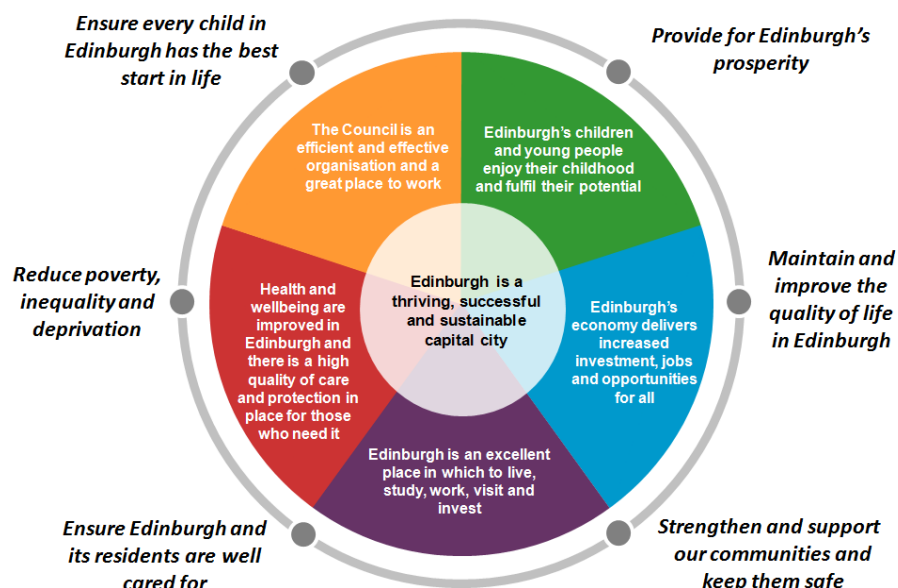 Ensure every child in
Edinburgh has the best
start in life
Provide for Edinburgh's
prosperity
The Council is an
efficient and effective
organisation and a
great place to work
Edinburgh's children
and young people
enjoy their childhood
and fulfil their potential
Reduce poverty,
inequality and
deprivation
Health and
wellbeing are
improved in
Edinburgh and
there is a high
quality of care
and protection in
place for those
who need it
Edinburgh is a
thriving, successful
and sustainable
capital city
Edinburgh's
economy delivers
increased
investment, jobs
and opportunities
for all
Maintain and
improve the
quality of life
in Edinburgh
Edinburgh is an excellent
place in which to live,
study, work, visit and
invest
Ensure Edinburgh and
its residents are well
cared for
Strengthen and support
our communities and
keep them safe